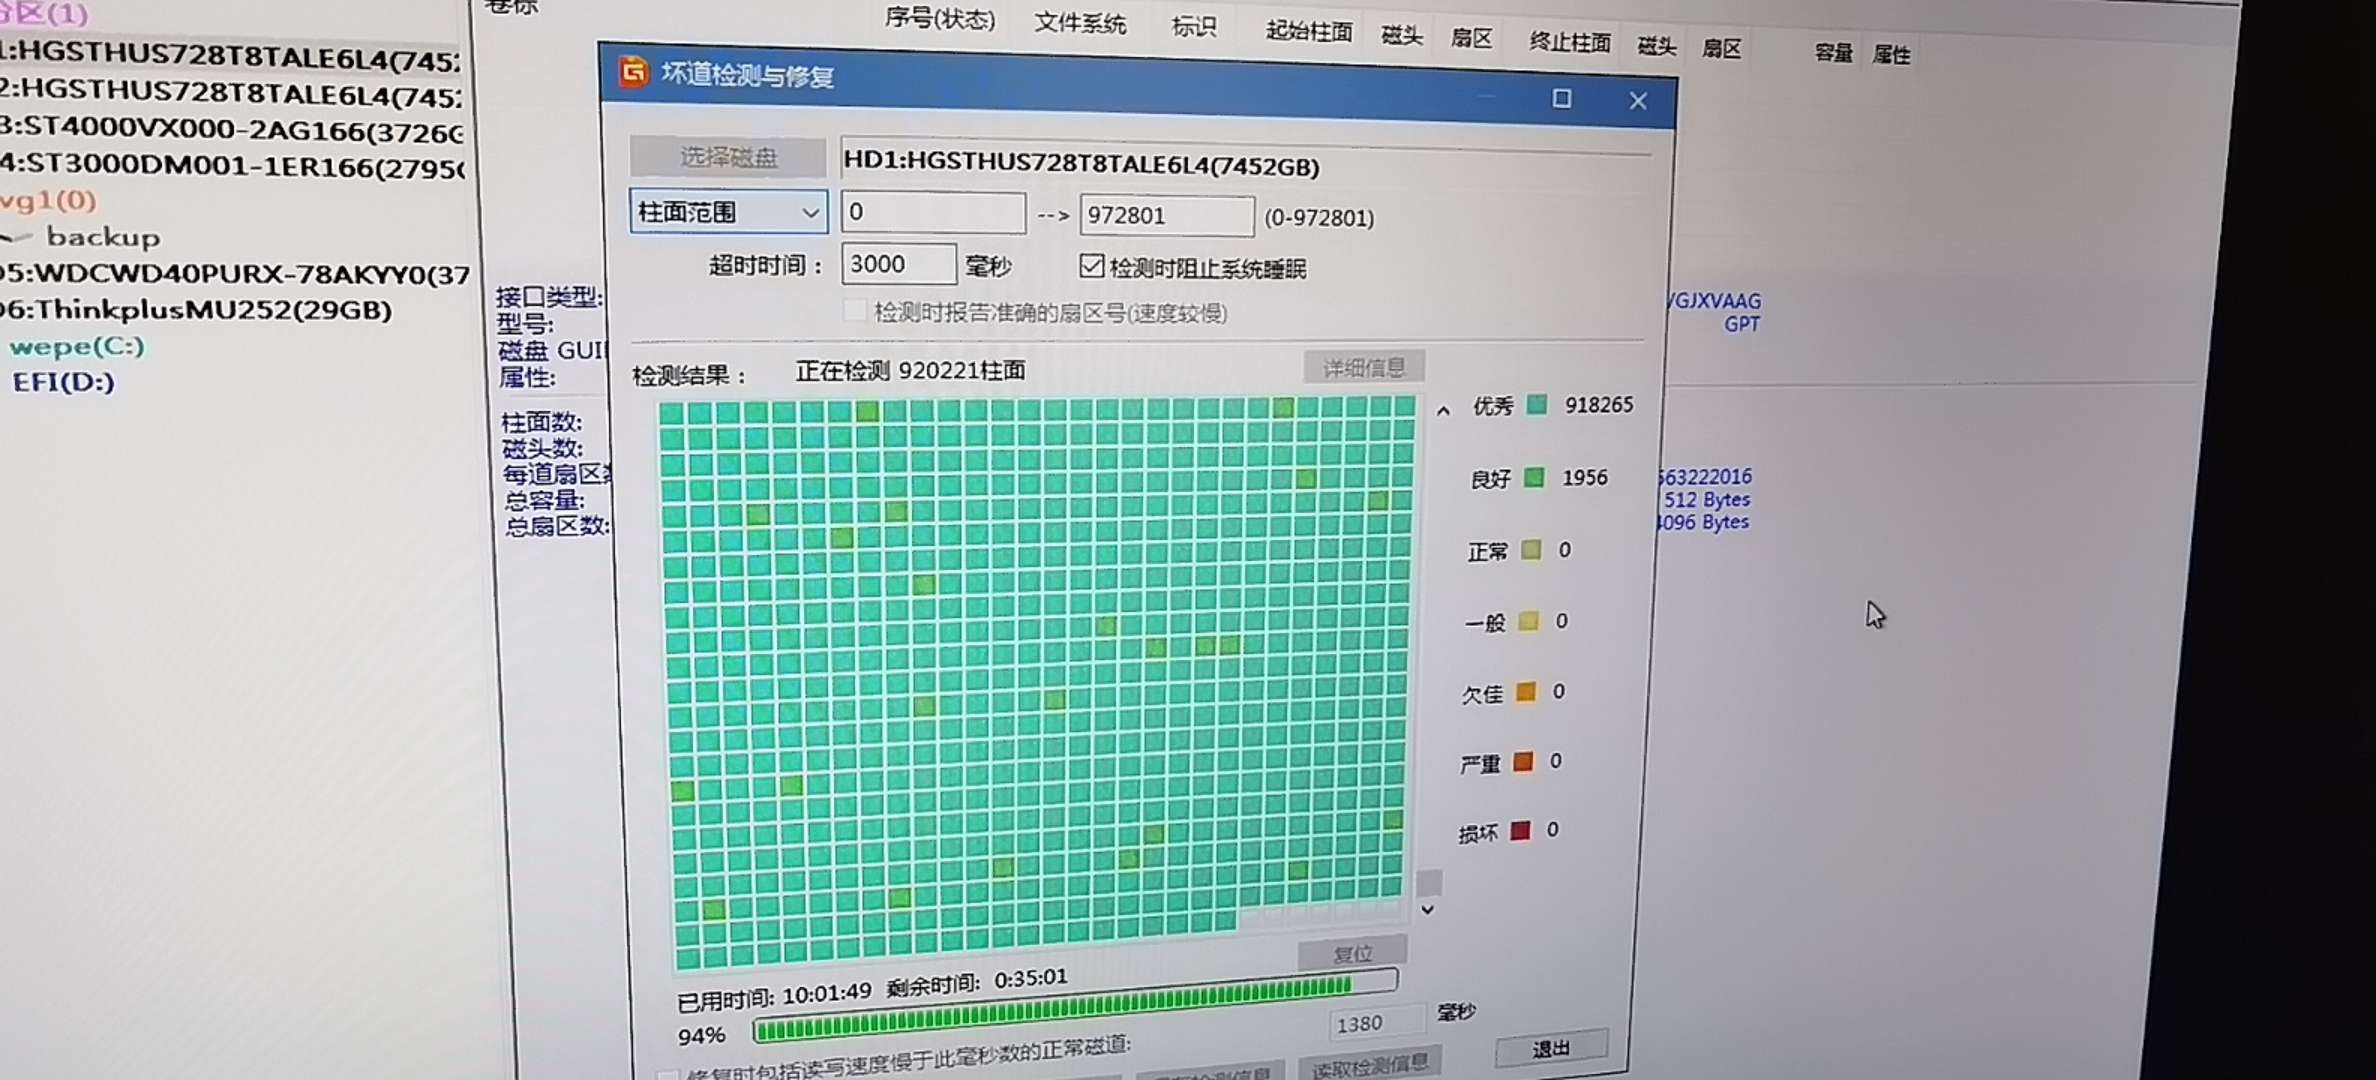 分区(1)
1:HGSTHUS728T8TALE6L4(745
2:HGSTHUS728T8TALE6L4(745
3:ST4000VX000-2AG166(3726G
4:ST3000DM001-1ER166(2795
vg1(0)
backup
5:WDCWD40PURX-78AKYY0(37
6:ThinkplusMU252(29GB)
wepe(C:)
EFI(D:)
卷标 序号(状态) 文件系统 标识 起始柱面 磁头 扇区 终止柱面 磁头 扇区 容量 属性
接口类型:
型号:
磁盘 GUI
属性:
柱面数:
磁头数:
每道扇区
总容量:
总扇区数:
坏道检测与修复
选择磁盘 HD1:HGSTHUS728T8TALE6L4(7452GB)
柱面范围 0 --> 972801 (0-972801)
超时时间： 3000 毫秒 检测时阻止系统睡眠
检测时报告准确的扇区号(速度较慢)
检测结果： 正在检测 920221柱面 详细信息
优秀 918265
良好 1956
正常 0
一般 0
欠佳 0
严重 0
损坏 0
复位
已用时间: 10:01:49 剩余时间: 0:35:01
94%
修复时包括读写速度慢于此毫秒数的正常磁道: 1380 毫秒
检测信息 读取检测信息 退出
VGJXVAAG
GPT
563222016
512 Bytes
4096 Bytes